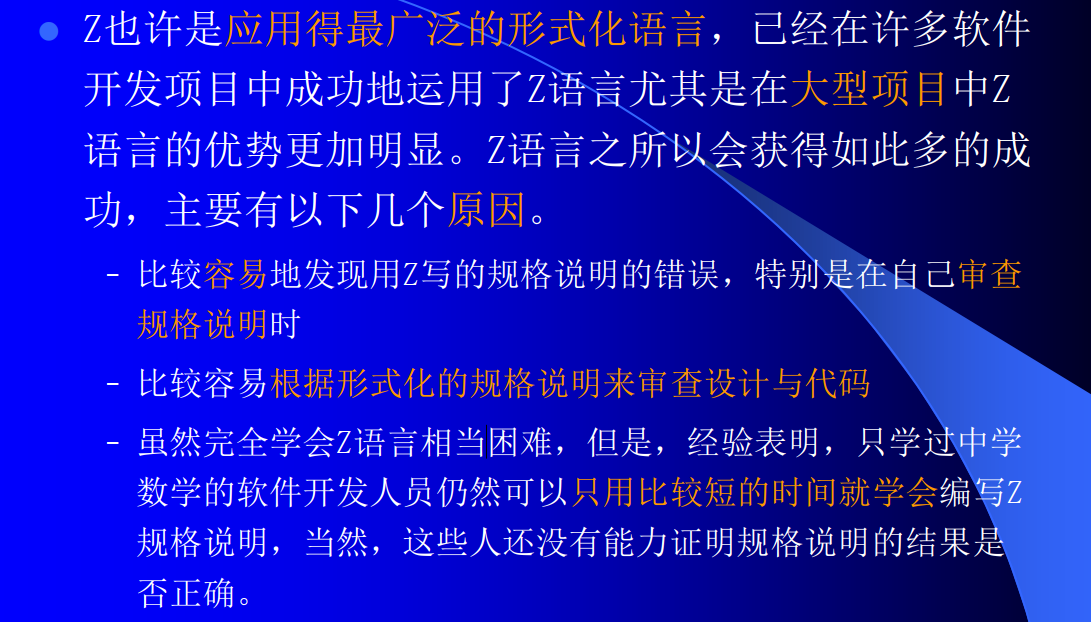 Z也许是应用得最广泛的形式化语言，已经在许多软件
开发项目中成功地运用了Z语言尤其是在大型项目中Z
语言的优势更加明显。Z语言之所以会获得如此多的成
功，主要有以下几个原因。
- 比较容易地发现用Z写的规格说明的错误，特别是在自己审查
规格说明时
- 比较容易根据形式化的规格说明来审查设计与代码
- 虽然完全学会Z语言相当困难，但是，经验表明，只学过中学
数学的软件开发人员仍然可以只用比较短的时间就学会编写Z
规格说明，当然，这些人还没有能力证明规格说明的结果是
否正确。